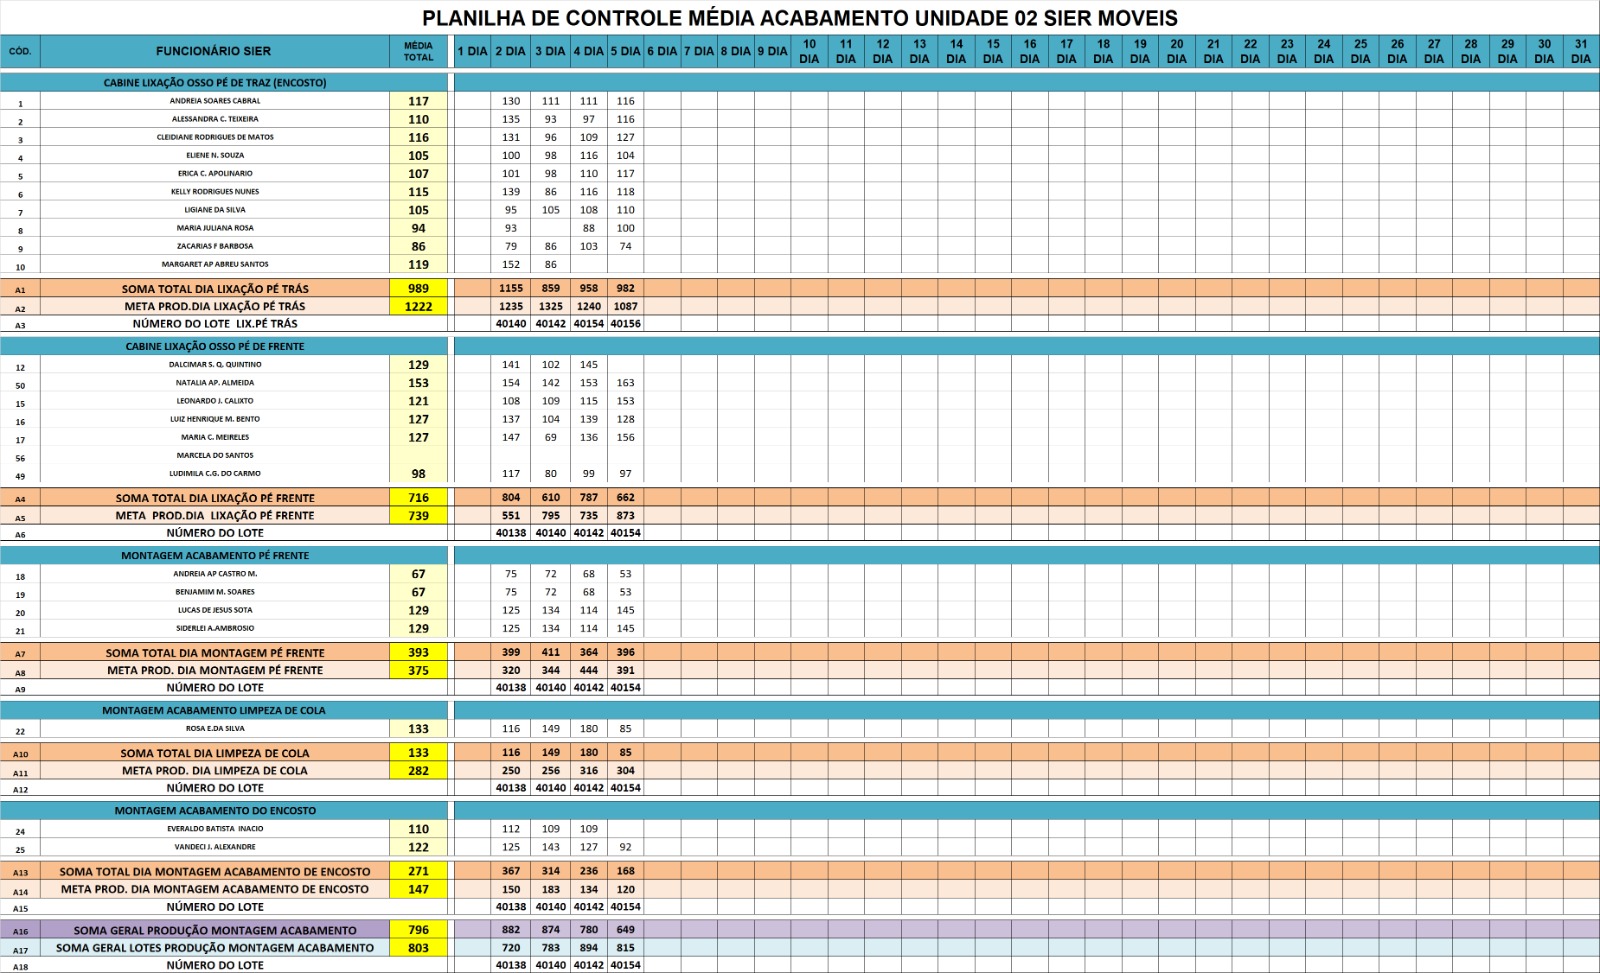 PLANILHA DE CONTROLE MÉDIA ACABAMENTO UNIDADE 02 SIER MOVEIS
CÓD. FUNCIONÁRIO SIER MÉDIA TOTAL 1 DIA 2 DIA 3 DIA 4 DIA 5 DIA 6 DIA 7 DIA 8 DIA 9 DIA 10 DIA 11 DIA 12 DIA 13 DIA 14 DIA 15 DIA 16 DIA 17 DIA 18 DIA 19 DIA 20 DIA 21 DIA 22 DIA 23 DIA 24 DIA 25 DIA 26 DIA 27 DIA 28 DIA 29 DIA 30 DIA 31 DIA
CABINE LIXAÇÃO OSSO PÉ DE TRAZ (ENCOSTO)
1 ANDREIA SOARES CABRAL 117 130 111 111 116
2 ALESSANDRA C. TEIXEIRA 110 135 93 97 116
3 CLEIDIANE RODRIGUES DE MATOS 116 131 96 109 127
4 ELIENE N. SOUZA 105 100 98 116 104
5 ERICA C. APOLINARIO 107 101 98 110 117
6 KELLY RODRIGUES NUNES 115 139 86 116 118
7 LIGIANE DA SILVA 105 95 105 108 110
8 MARIA JULIANA ROSA 94 93 88 100
9 ZACARIAS F BARBOSA 86 79 86 103 74
10 MARGARET AP ABREU SANTOS 119 152 86
A1 SOMA TOTAL DIA LIXAÇÃO PÉ TRÁS 989 1155 859 958 982
A2 META PROD.DIA LIXAÇÃO PÉ TRÁS 1222 1235 1325 1240 1087
A3 NÚMERO DO LOTE LIX.PÉ TRÁS 40140 40142 40154 40156
CABINE LIXAÇÃO OSSO PÉ DE FRENTE
12 DALCIMAR S. Q. QUINTINO 129 141 102 145
50 NATALIA AP. ALMEIDA 153 154 142 153 163
15 LEONARDO J. CALIXTO 121 108 109 115 153
16 LUIZ HENRIQUE M. BENTO 127 137 104 139 128
17 MARIA C. MEIRELES 127 147 69 136 156
56 MARCELA DO SANTOS
49 LUDIMILA C.G. DO CARMO 98 117 80 99 97
A4 SOMA TOTAL DIA LIXAÇÃO PÉ FRENTE 716 804 610 787 662
A5 META PROD.DIA LIXAÇÃO PÉ FRENTE 739 551 795 735 873
A6 NÚMERO DO LOTE 40138 40140 40142 40154
MONTAGEM ACABAMENTO PÉ FRENTE
18 ANDREIA AP CASTRO M. 67 75 72 68 53
19 BENJAMIM M. SOARES 67 75 72 68 53
20 LUCAS DE JESUS SOTA 129 125 134 114 145
21 SIDERLEI A.AMBROSIO 129 125 134 114 145
A7 SOMA TOTAL DIA MONTAGEM PÉ FRENTE 393 399 411 364 396
A8 META PROD. DIA MONTAGEM PÉ FRENTE 375 320 344 444 391
A9 NÚMERO DO LOTE 40138 40140 40142 40154
MONTAGEM ACABAMENTO LIMPEZA DE COLA
22 ROSA E.DA SILVA 133 116 149 180 85
A10 SOMA TOTAL DIA LIMPEZA DE COLA 133 116 149 180 85
A11 META PROD. DIA LIMPEZA DE COLA 282 250 256 316 304
A12 NÚMERO DO LOTE 40138 40140 40142 40154
MONTAGEM ACABAMENTO DO ENCOSTO
24 EVERALDO BATISTA INACIO 110 112 109 109
25 VANDECI J. ALEXANDRE 122 125 143 127 92
A13 SOMA TOTAL DIA MONTAGEM ACABAMENTO DE ENCOSTO 271 367 314 236 168
A14 META PROD. DIA MONTAGEM ACABAMENTO DE ENCOSTO 147 150 183 134 120
A15 NÚMERO DO LOTE 40138 40140 40142 40154
A16 SOMA GERAL PRODUÇÃO MONTAGEM ACABAMENTO 796 882 874 780 649
A17 SOMA GERAL LOTES PRODUÇÃO MONTAGEM ACABAMENTO 803 720 783 894 815
A18 NÚMERO DO LOTE 40138 40140 40142 40154